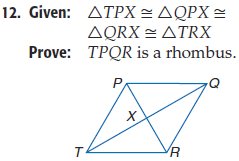 12. Given: △TPX ≅ △QPX ≅
△QRX ≅ △TRX
Prove: TPQR is a rhombus.
P Q
X
T R